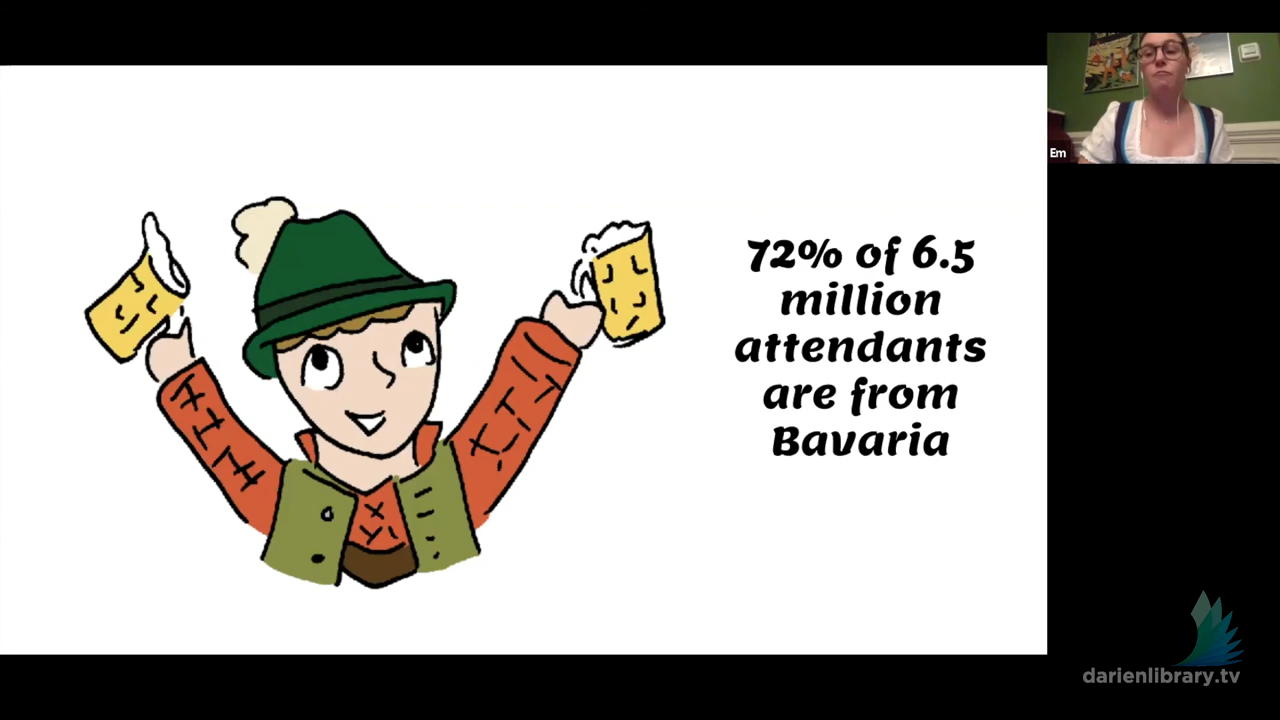 72% of 6.5
million
attendants
are from
Bavaria
Em
darienlibrary.tv